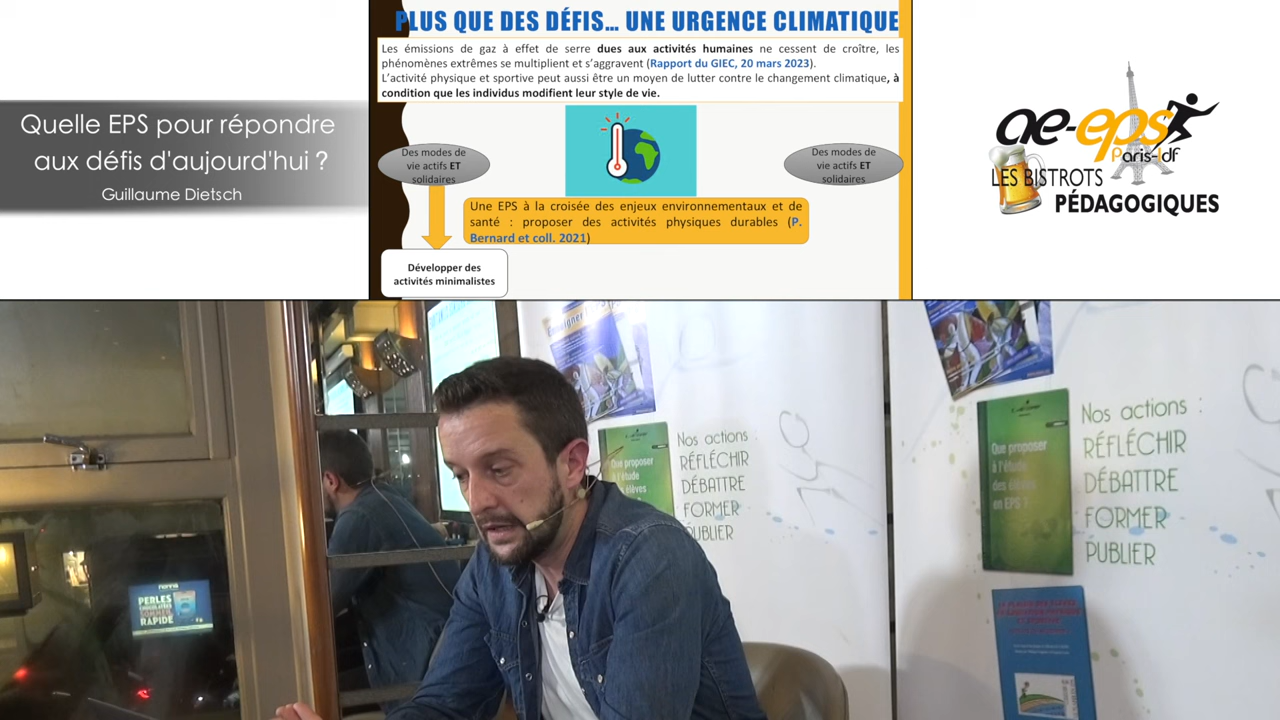 Quelle EPS pour répondre
aux défis d'aujourd'hui ?
Guillaume Dietsch
PLUS QUE DES DÉFIS... UNE URGENCE CLIMATIQUE
Les émissions de gaz à effet de serre dues aux activités humaines ne cessent de croître, les
phénomènes extrêmes se multiplient et s'aggravent (Rapport du GIEC, 20 mars 2023).
L'activité physique et sportive peut aussi être un moyen de lutter contre le changement climatique, à
condition que les individus modifient leur style de vie.
Des modes de
vie actifs ET
solidaires
Des modes de
vie actifs ET
solidaires
Une EPS à la croisée des enjeux environnementaux et de
santé : proposer des activités physiques durables (P.
Bernard et coll. 2021)
Développer des
activités minimalistes
ae-eps
Paris-Idf
LES BISTROTS
PÉDAGOGIQUES
Enseigner
Que proposer
à l'étude
élèves
Nos actions :
RÉFLÉCHIR
DÉBATTRE
FORMER
PUBLIER
Que proposer
à l'étude
des élèves
en EPS ?
Nos actions :
RÉFLÉCHIR
DÉBATTRE
FORMER
PUBLIER
PERLES
CHOCOLATÉES
RAPIDE